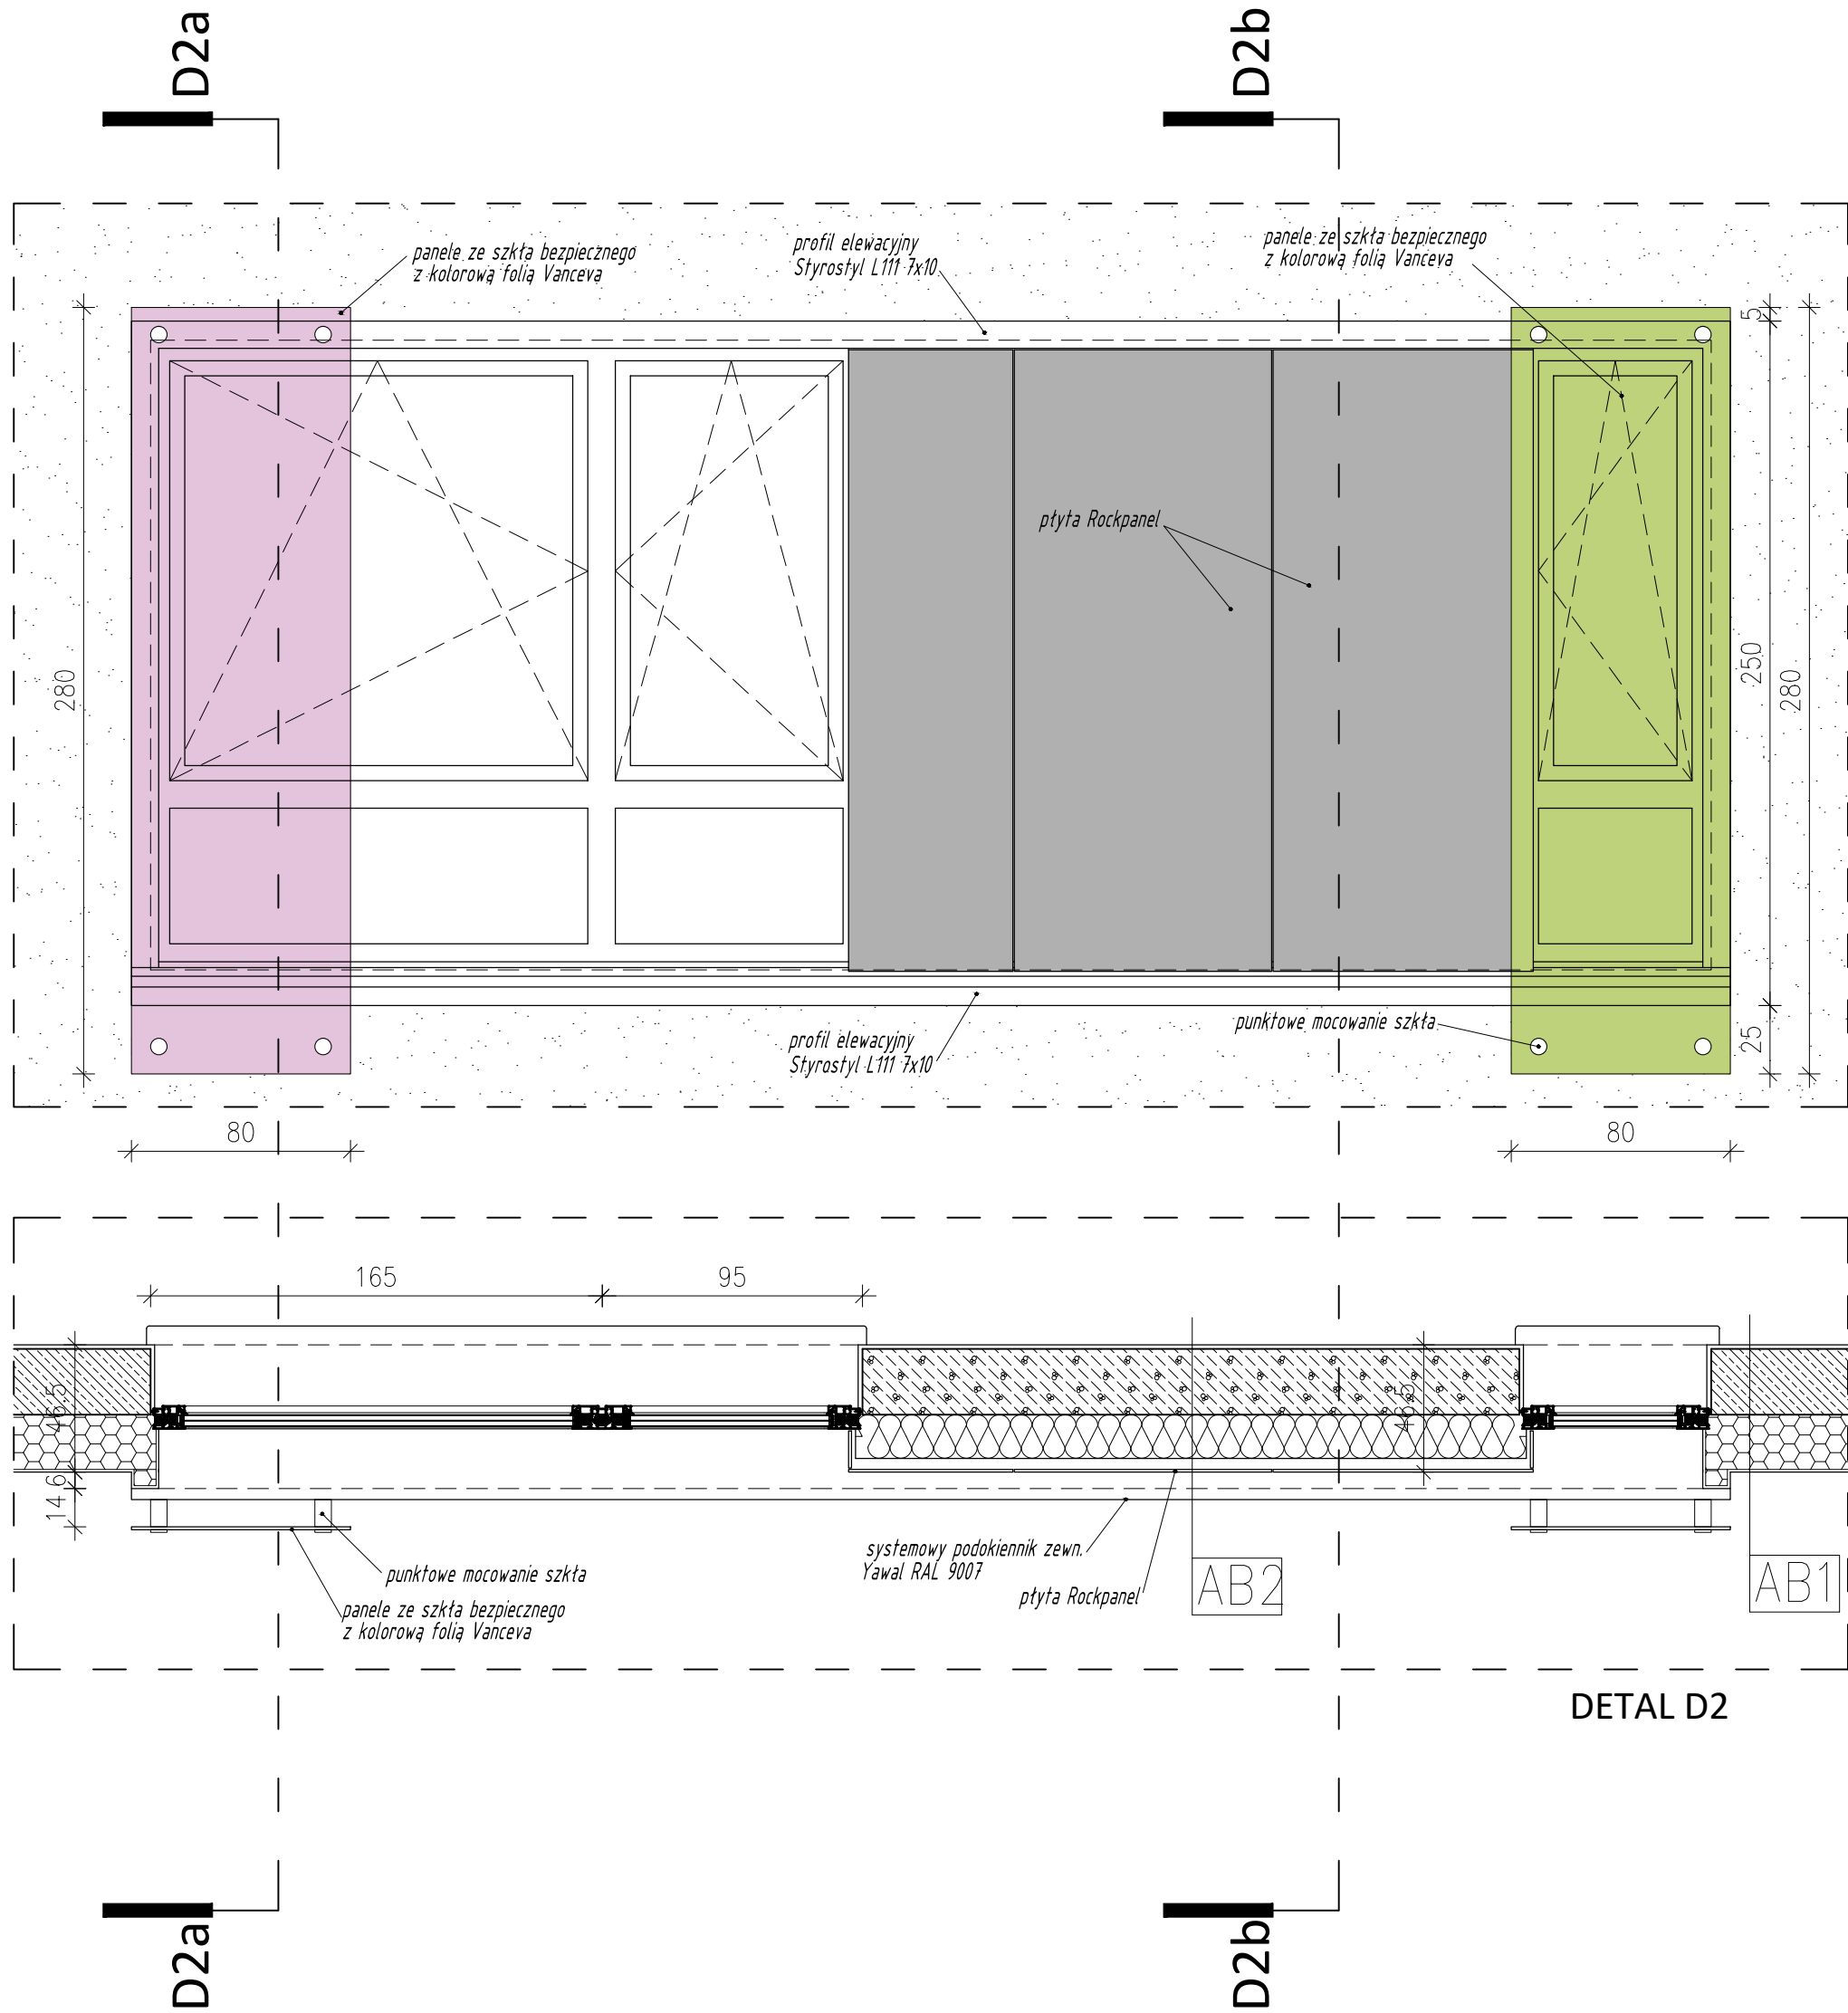 D2a
D2b
panele ze szkła bezpiecznego
z kolorową folią Vanceva
profil elewacyjny
Styrostyl L111 7x10
panele ze szkła bezpiecznego
z kolorową folią Vanceva
5
płyta Rockpanel
280
250
280
punktowe mocowanie szkła
25
profil elewacyjny
Styrostyl L111 7x10
80
80
165
95
46.5
46.5
14.6
systemowy podokiennik zewn.
Yawal RAL 9007
płyta Rockpanel
punktowe mocowanie szkła
panele ze szkła bezpiecznego
z kolorową folią Vanceva
AB2
AB1
DETAL D2
D2a
D2b